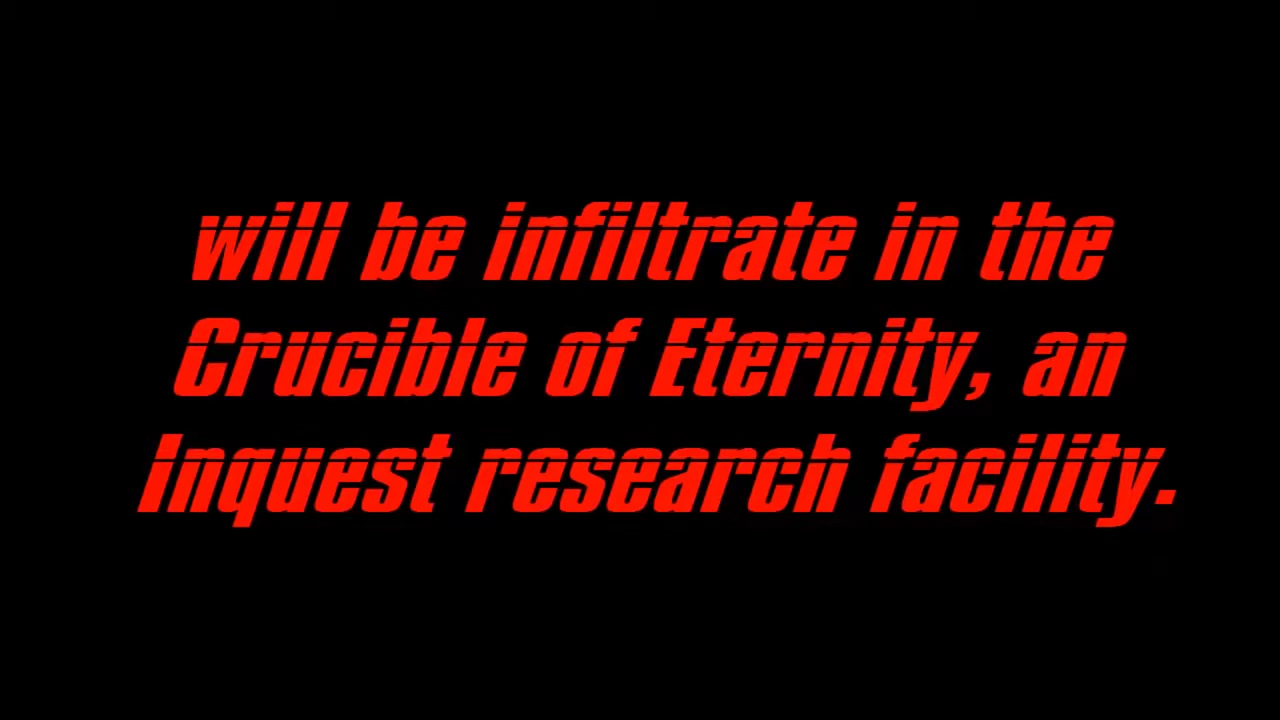 will be infiltrate in the
Crucible of Eternity, an
Inquest research facility.